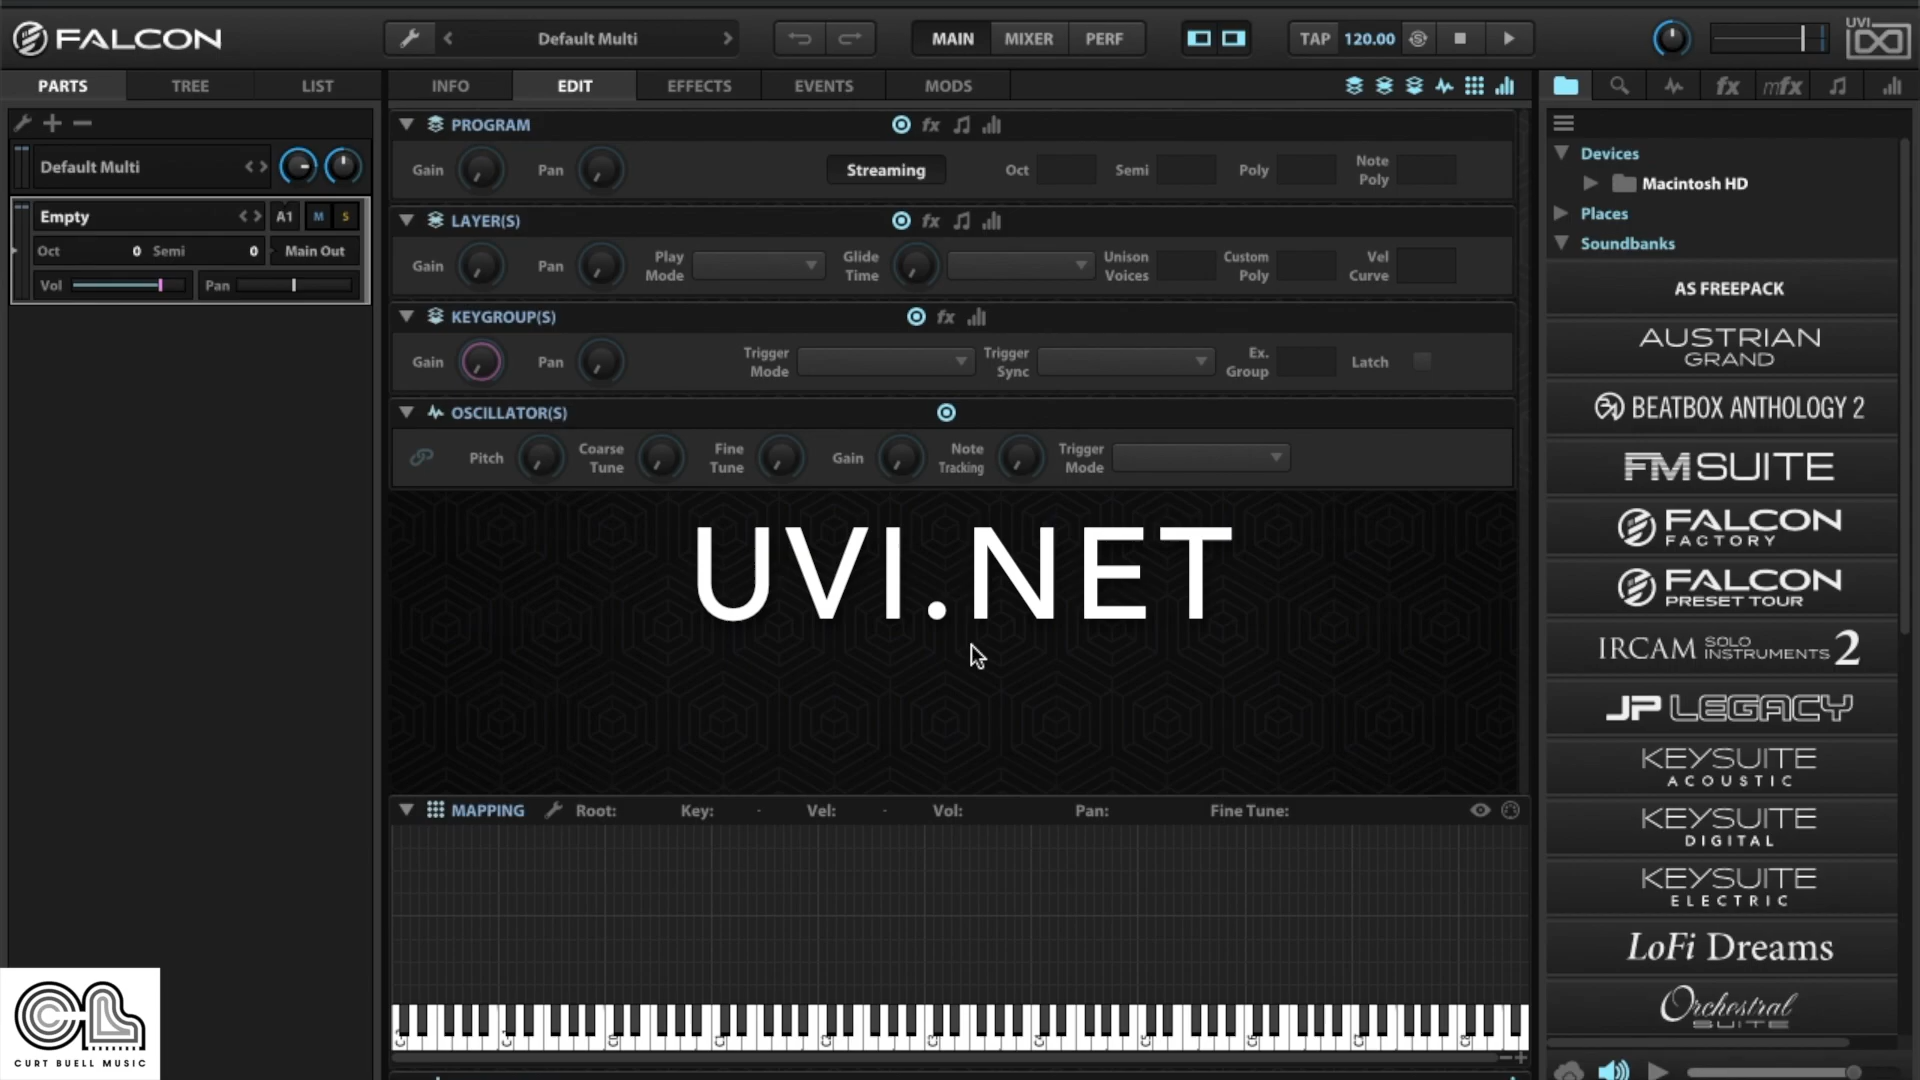 FALCON
Default Multi
MAIN
MIXER
PERF
TAP 120.00
UVI
PARTS
TREE
LIST
INFO
EDIT
EFFECTS
EVENTS
MODS
fx
mfx
Default Multi
Empty
A1
M
S
Oct 0 Semi 0
Main Out
Vol
Pan
PROGRAM
fx
Gain
Pan
Streaming
Oct
Semi
Poly
Note
Poly
LAYER(S)
fx
Gain
Pan
Play
Mode
Glide
Time
Unison
Voices
Custom
Poly
Vel
Curve
KEYGROUP(S)
fx
Gain
Pan
Trigger
Mode
Trigger
Sync
Ex.
Group
Latch
OSCILLATOR(S)
Pitch
Coarse
Tune
Fine
Tune
Gain
Note
Tracking
Trigger
Mode
UVI.NET
MAPPING
Root:
Key: -
Vel: -
Vol:
Pan:
Fine Tune:
Devices
Macintosh HD
Places
Soundbanks
AS FREEPACK
AUSTRIAN
GRAND
BEATBOX ANTHOLOGY 2
FM SUITE
FALCON
FACTORY
FALCON
PRESET TOUR
IRCAM SOLO INSTRUMENTS 2
JP LEGACY
KEYSUITE
ACOUSTIC
KEYSUITE
DIGITAL
KEYSUITE
ELECTRIC
LoFi Dreams
Orchestral
SUITE
CURT BUELL MUSIC